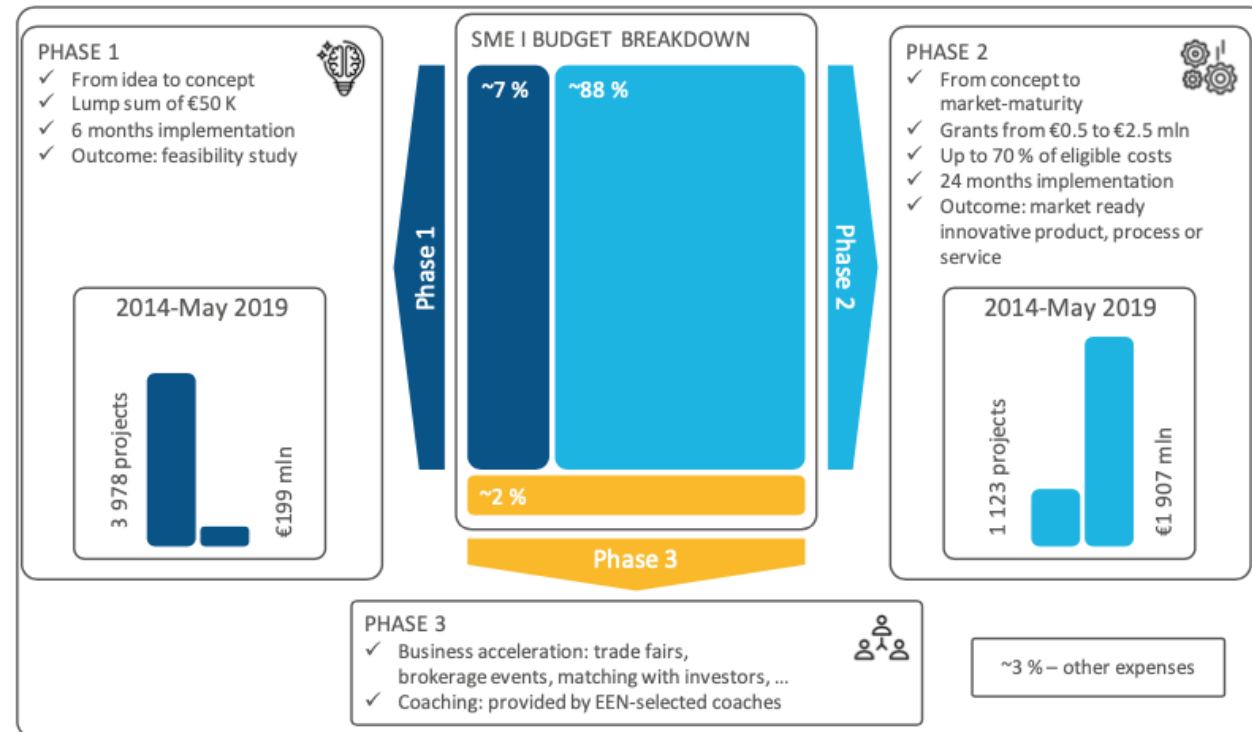 PHASE 1
✓ From idea to concept
✓ Lump sum of €50 K
✓ 6 months implementation
✓ Outcome: feasibility study
2014-May 2019
3 978 projects
€199 mln
SME I BUDGET BREAKDOWN
~7 %
~88 %
Phase 1
Phase 2
~2 %
Phase 3
PHASE 2
✓ From concept to
market-maturity
✓ Grants from €0.5 to €2.5 mln
✓ Up to 70 % of eligible costs
✓ 24 months implementation
✓ Outcome: market ready
innovative product, process or
service
2014-May 2019
1 123 projects
€1 907 mln
PHASE 3
✓ Business acceleration: trade fairs,
brokerage events, matching with investors, ...
✓ Coaching: provided by EEN-selected coaches
~3 % – other expenses